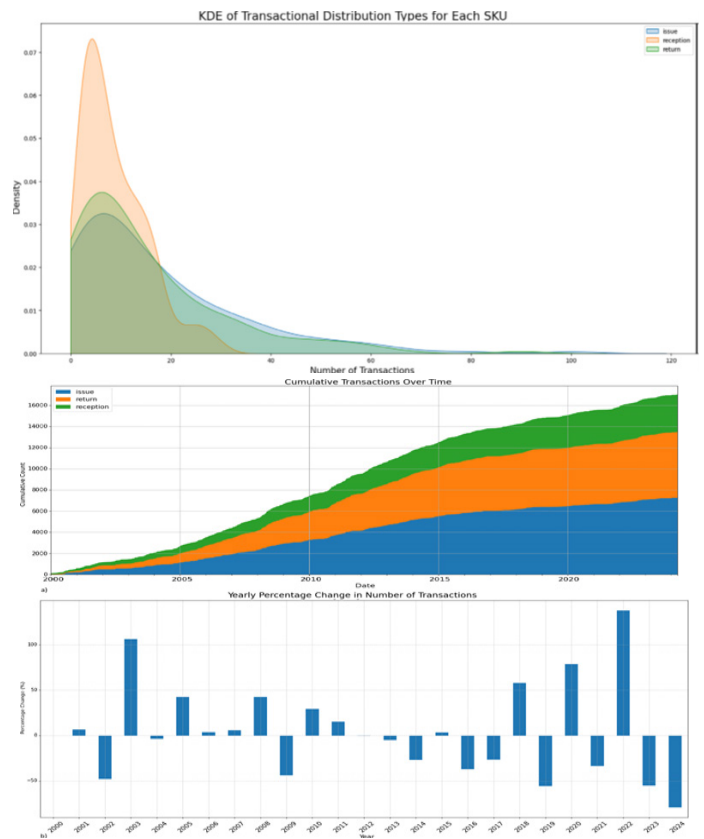 KDE of Transactional Distribution Types for Each SKU
issue
reception
return
0.07
0.06
0.05
0.04
0.03
0.02
0.01
0.00
Density
0 20 40 60 80 100 120
Number of Transactions
Cumulative Transactions Over Time
issue
return
reception
16000
14000
12000
10000
8000
6000
4000
2000
0
Cumulative Count
2000 2005 2010 2015 2020
Date
a)
Yearly Percentage Change in Number of Transactions
100
50
0
−50
Percentage Change (%)
2000 2001 2002 2003 2004 2005 2006 2007 2008 2009 2010 2011 2012 2013 2014 2015 2016 2017 2018 2019 2020 2021 2022 2023 2024
Year
b)